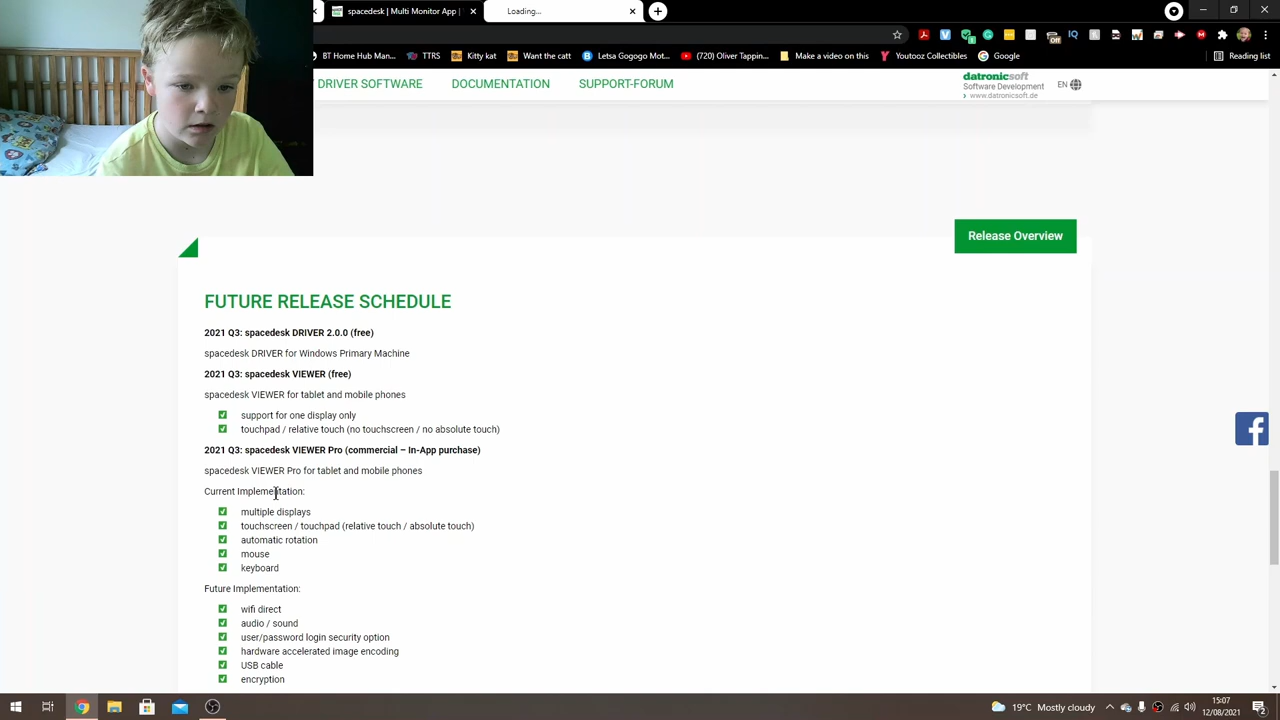 spacedesk | Multi Monitor App |
Loading...
BT Home Hub Man...
TTRS
Kitty kat
Want the catt
Letsa Gogogo Mot...
(720) Oliver Tappin...
Make a video on this
Youtooz Collectibles
Google
Reading list
DRIVER SOFTWARE
DOCUMENTATION
SUPPORT-FORUM
datronicsoft
Software Development
› www.datronicsoft.de
EN
Release Overview
FUTURE RELEASE SCHEDULE
2021 Q3: spacedesk DRIVER 2.0.0 (free)
spacedesk DRIVER for Windows Primary Machine
2021 Q3: spacedesk VIEWER (free)
spacedesk VIEWER for tablet and mobile phones
support for one display only
touchpad / relative touch (no touchscreen / no absolute touch)
2021 Q3: spacedesk VIEWER Pro (commercial – In-App purchase)
spacedesk VIEWER Pro for tablet and mobile phones
Current Implementation:
multiple displays
touchscreen / touchpad (relative touch / absolute touch)
automatic rotation
mouse
keyboard
Future Implementation:
wifi direct
audio / sound
user/password login security option
hardware accelerated image encoding
USB cable
encryption
19°C Mostly cloudy
15:07
12/08/2021